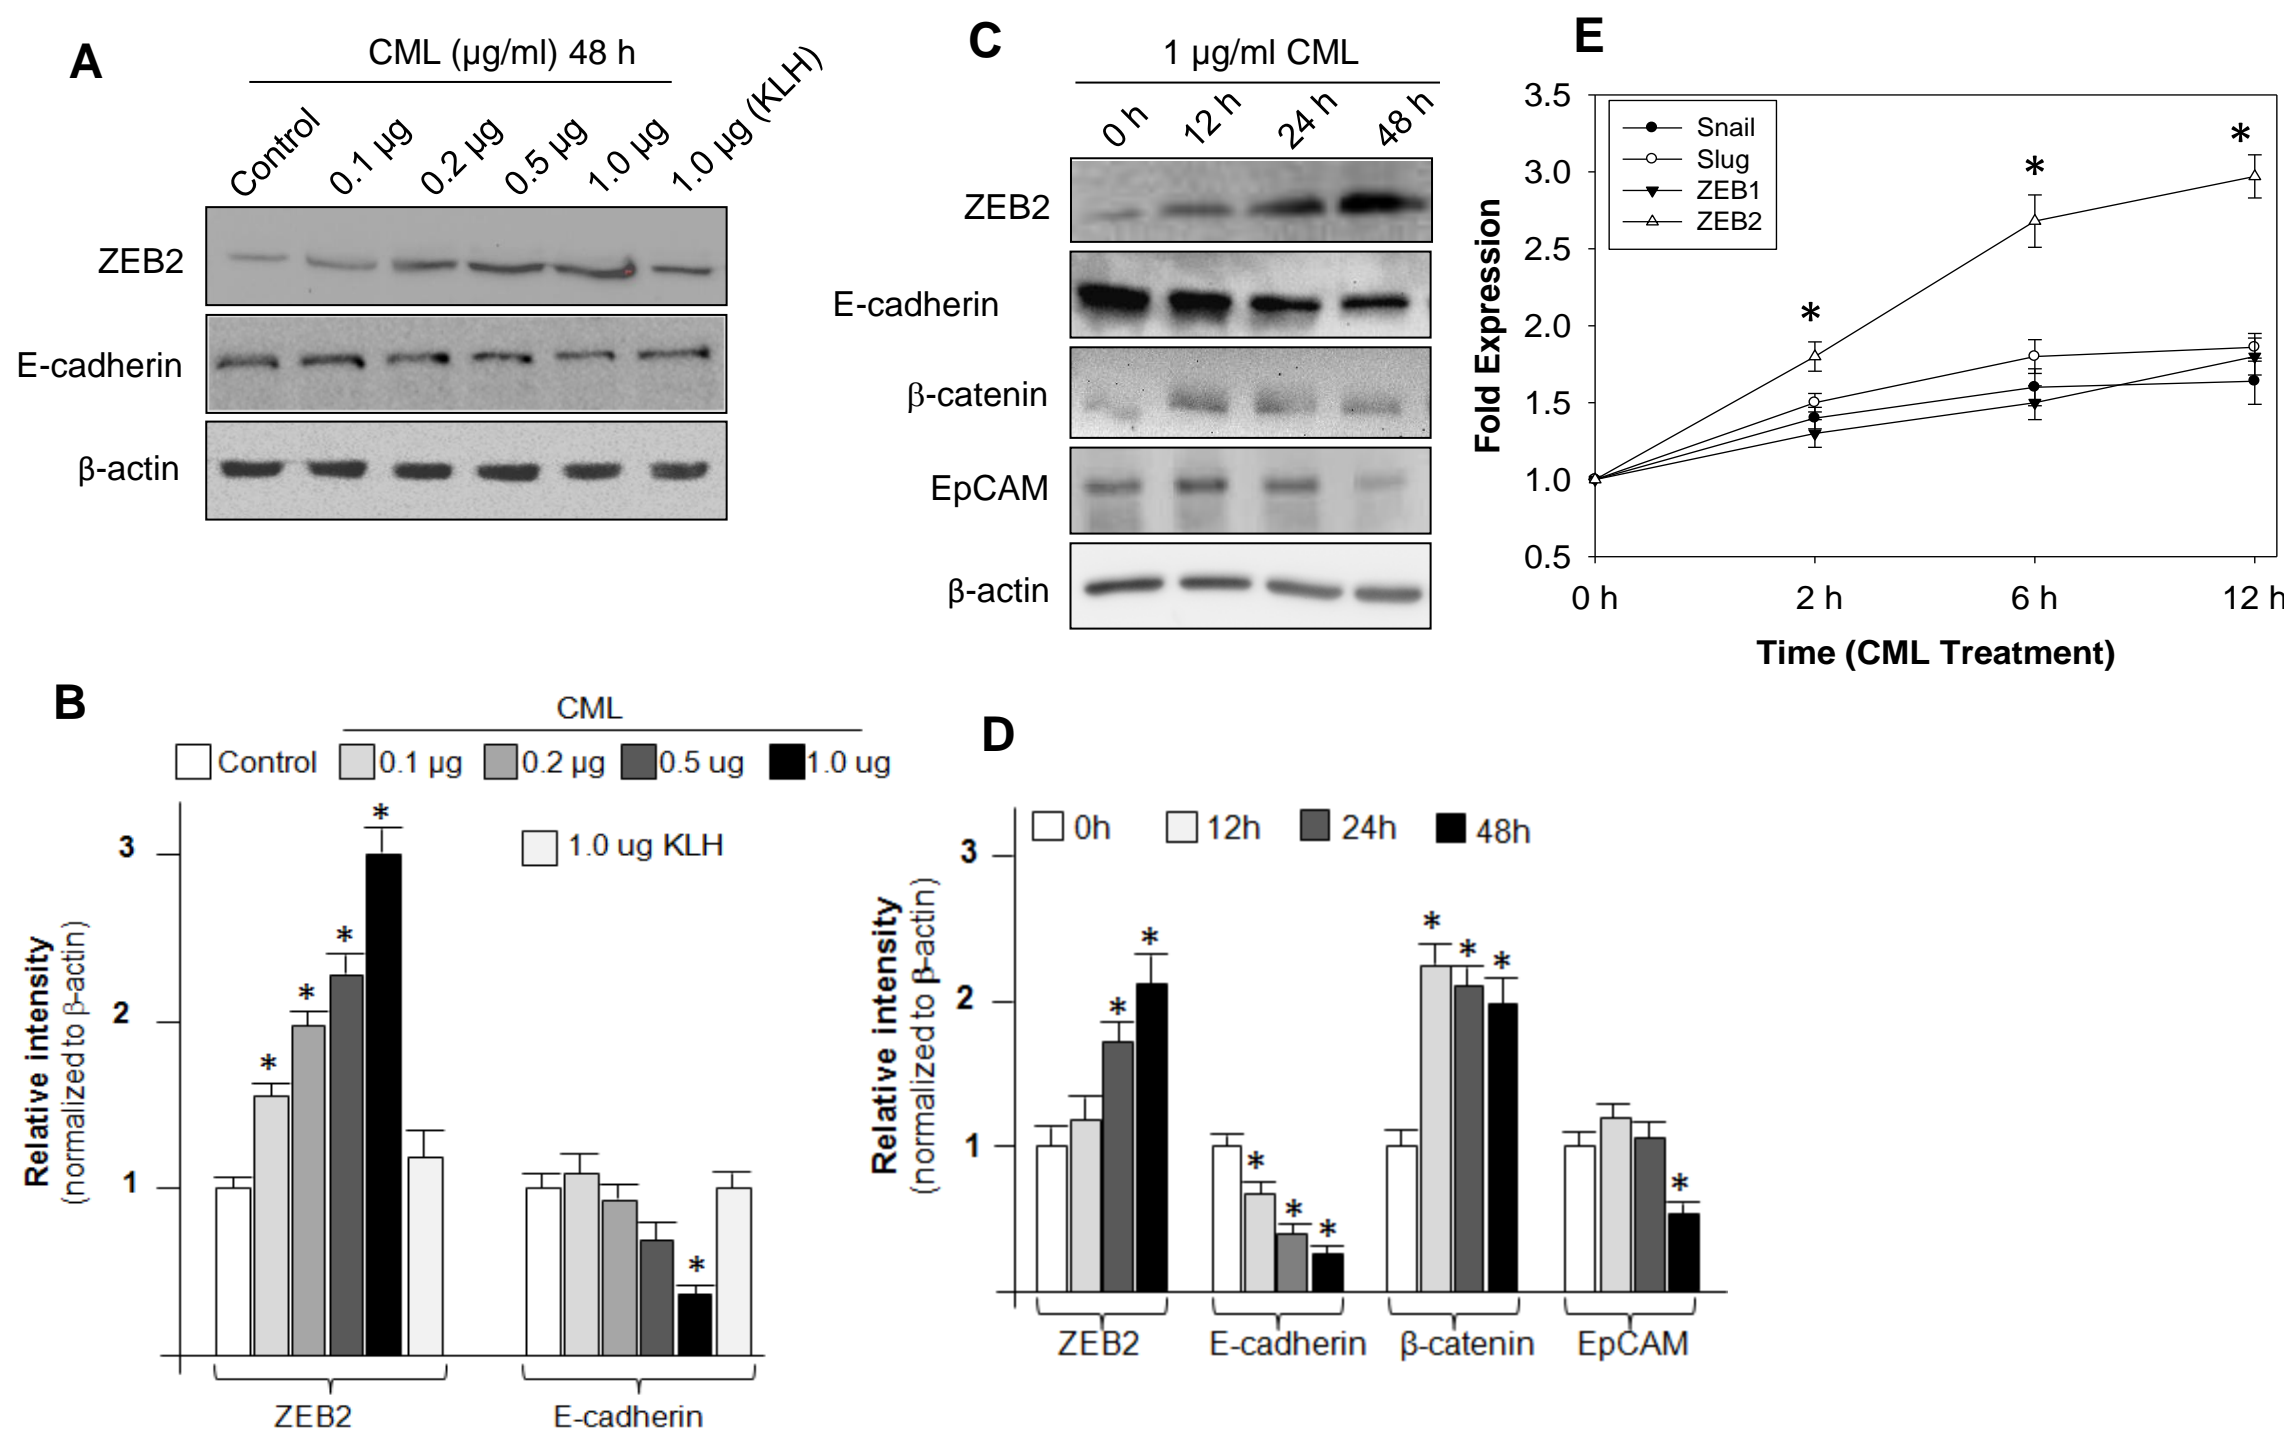 A
CML (μg/ml) 48 h
Control
0.1 μg
0.2 μg
0.5 μg
1.0 μg
1.0 μg (KLH)
ZEB2
E-cadherin
β-actin
B
CML
Control
0.1 μg
0.2 μg
0.5 ug
1.0 ug
1.0 ug KLH
*
*
*
*
*
3
2
1
Relative intensity
(normalized to β-actin)
ZEB2
E-cadherin
C
1 μg/ml CML
0 h
12 h
24 h
48 h
ZEB2
E-cadherin
β-catenin
EpCAM
β-actin
D
0h
12h
24h
48h
*
*
*
*
*
*
*
*
*
3
2
1
Relative intensity
(normalized to β-actin)
ZEB2
E-cadherin
β-catenin
EpCAM
E
Snail
Slug
ZEB1
ZEB2
*
*
*
3.5
3.0
2.5
2.0
1.5
1.0
0.5
Fold Expression
0 h
2 h
6 h
12 h
Time (CML Treatment)